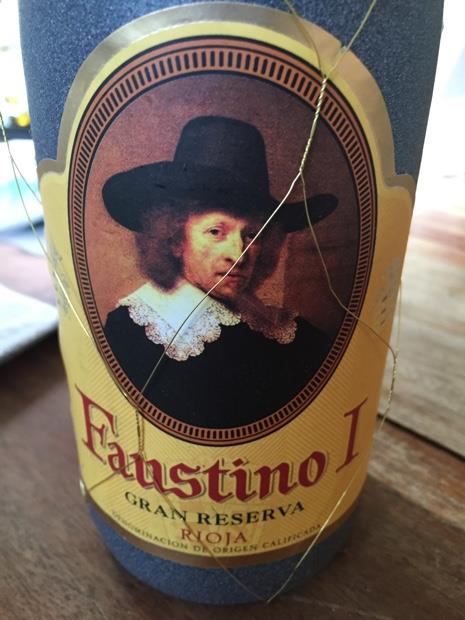 Faustino I
GRAN RESERVA
RIOJA
DENOMINACION DE ORIGEN CALIFICADA